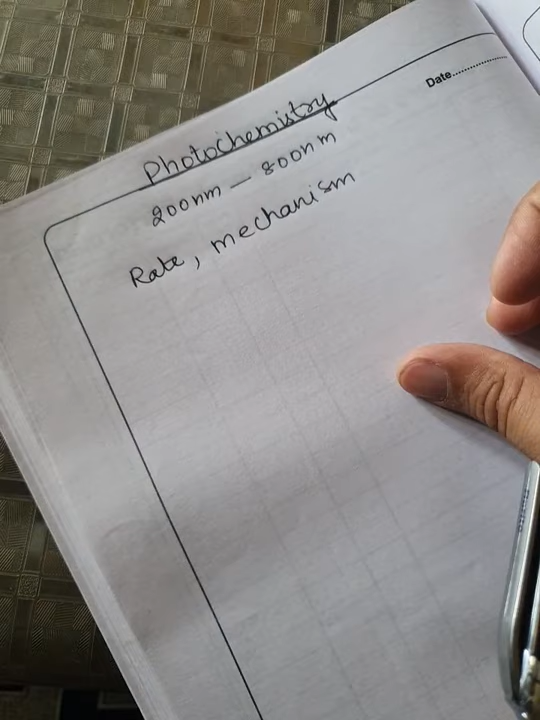 Date..................
Photochemistry
200nm — 800nm
Rate, mechanism